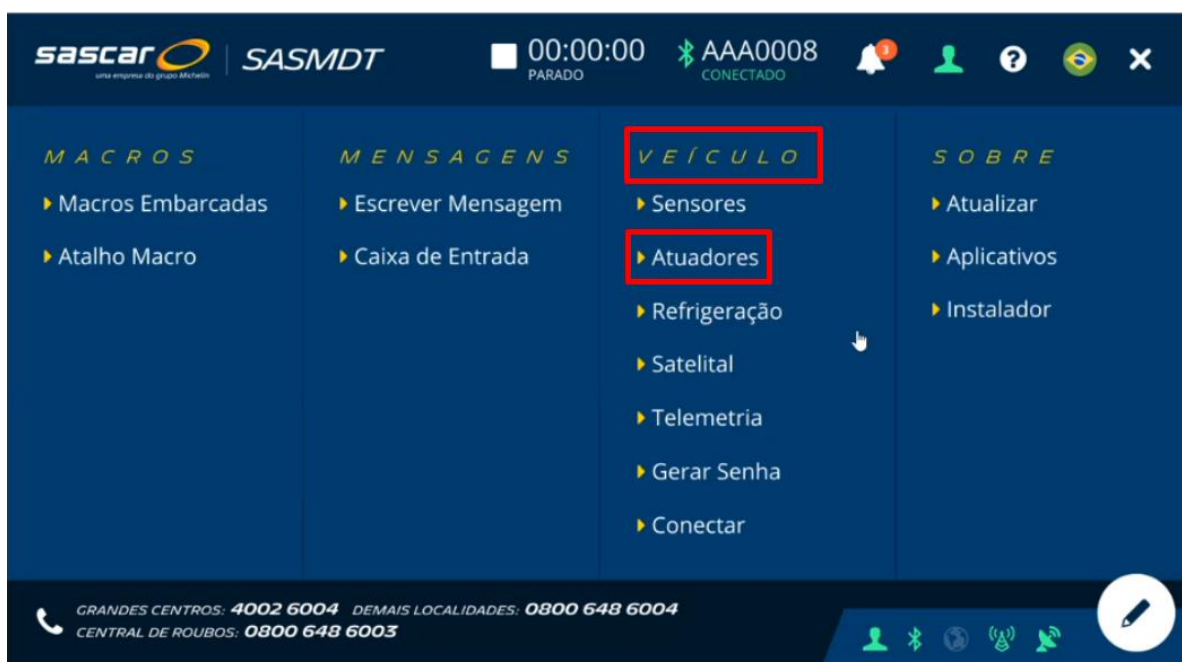 sascar
uma empresa do grupo Michelin
SASMDT
00:00:00
PARADO
AAA0008
CONECTADO
3
?
MACROS
Macros Embarcadas
Atalho Macro
MENSAGENS
Escrever Mensagem
Caixa de Entrada
VEÍCULO
Sensores
Atuadores
Refrigeração
Satelital
Telemetria
Gerar Senha
Conectar
SOBRE
Atualizar
Aplicativos
Instalador
GRANDES CENTROS: 4002 6004 DEMAIS LOCALIDADES: 0800 648 6004
CENTRAL DE ROUBOS: 0800 648 6003